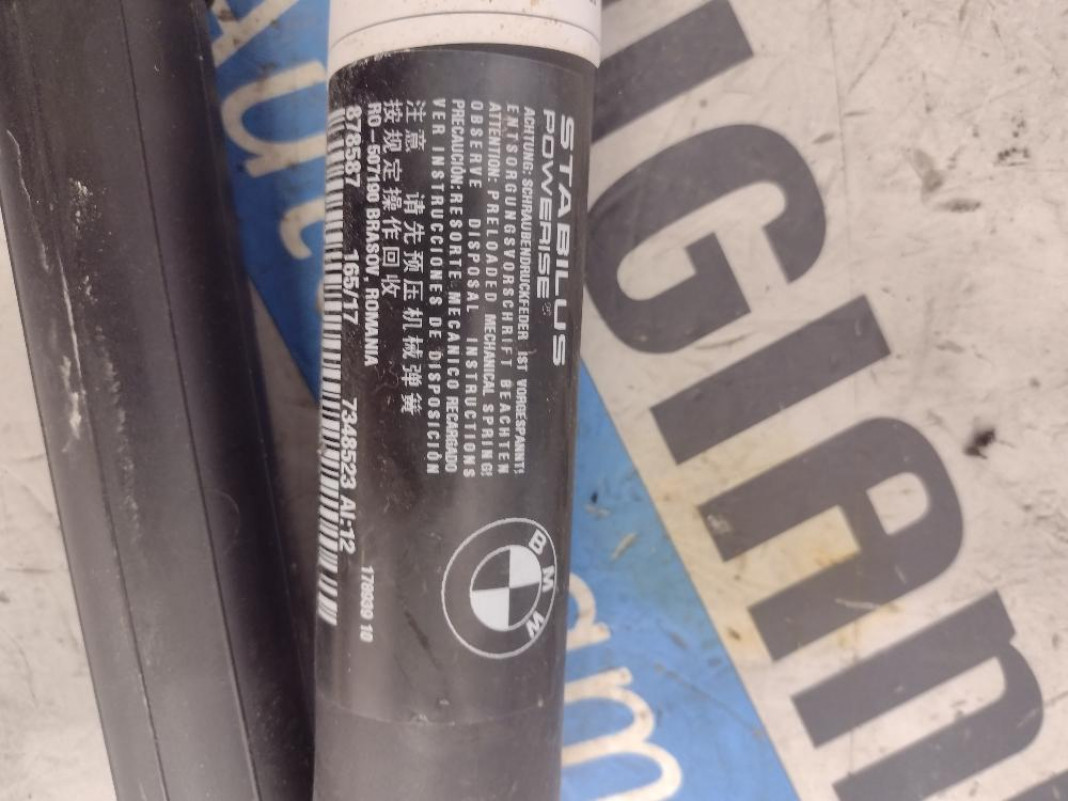 STABILUS
POWERISE®
ACHTUNG: SCHRAUBENDRUCKFEDER IST VORGESPANNT!
ENTSORGUNGSVORSCHRIFT BEACHTEN
ATTENTION: PRELOADED MECHANICAL SPRING!
OBSERVE DISPOSAL INSTRUCTIONS
PRECAUCIÓN: RESORTE MECANICO RECARGADO
VER INSTRUCCIONES DE DISPOSICIÓN
注意 请先预压机械弹簧
按规定操作回收
RO-507190 BRASOV, ROMANIA
878587 165/17 7348523 AI:12
178939 10
BMW